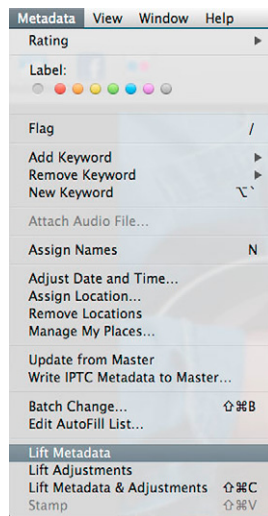 Metadata View Window Help
Rating
Label:
Flag /
Add Keyword
Remove Keyword
New Keyword ⌥`
Attach Audio File...
Assign Names N
Adjust Date and Time...
Assign Location...
Remove Locations
Manage My Places...
Update from Master
Write IPTC Metadata to Master...
Batch Change... ⇧⌘B
Edit AutoFill List...
Lift Metadata
Lift Adjustments
Lift Metadata & Adjustments ⇧⌘C
Stamp ⇧⌘V